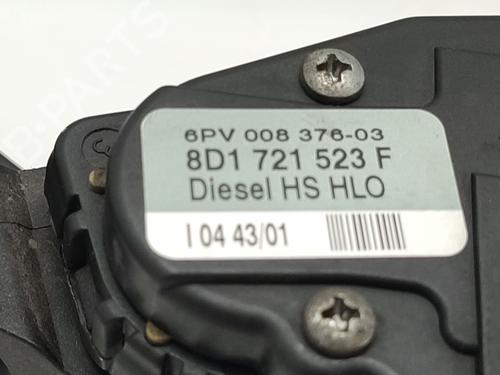 6PV 008 376-03
8D1 721 523 F
Diesel HS HLO
I 04 43/01